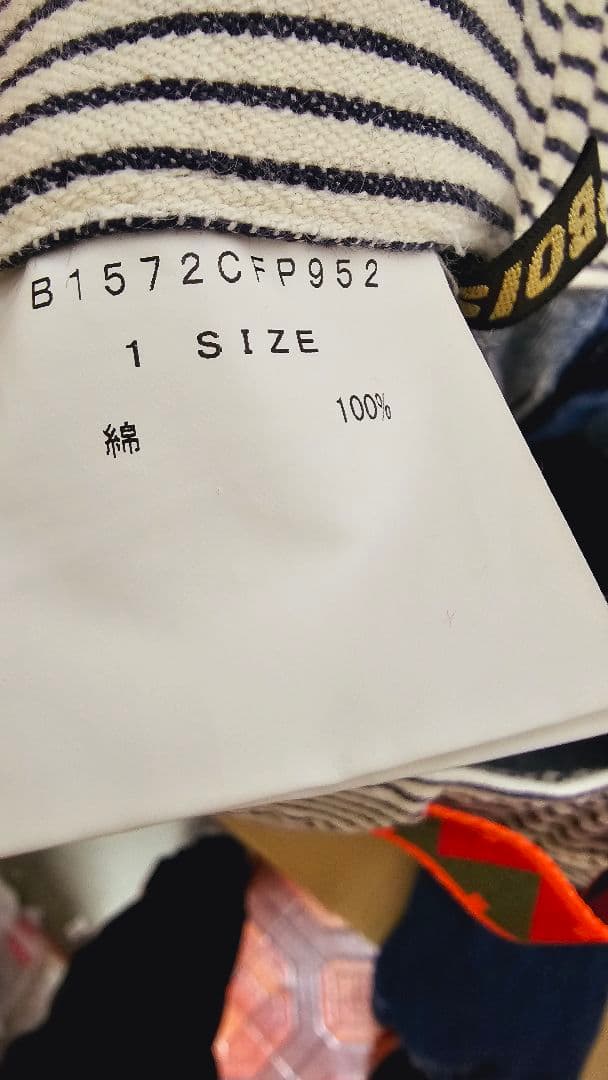 B1572CFP952
1 SIZE
綿 100%